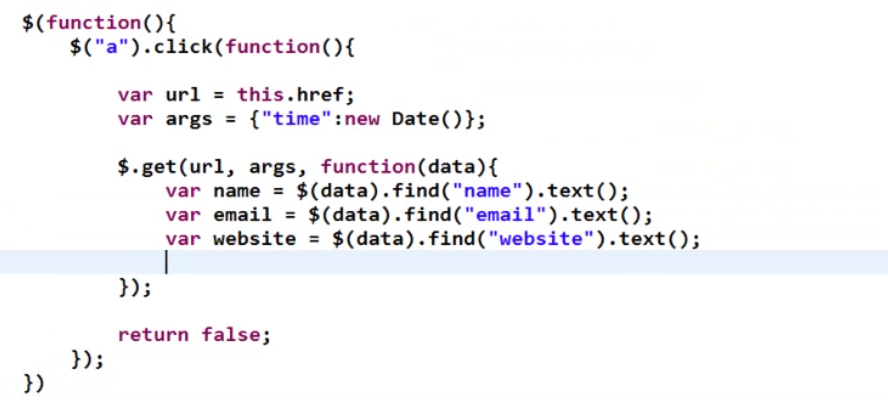 $(function(){
    $("a").click(function(){

        var url = this.href;
        var args = {"time":new Date()};

        $.get(url, args, function(data){
            var name = $(data).find("name").text();
            var email = $(data).find("email").text();
            var website = $(data).find("website").text();

        });

        return false;
    });
})